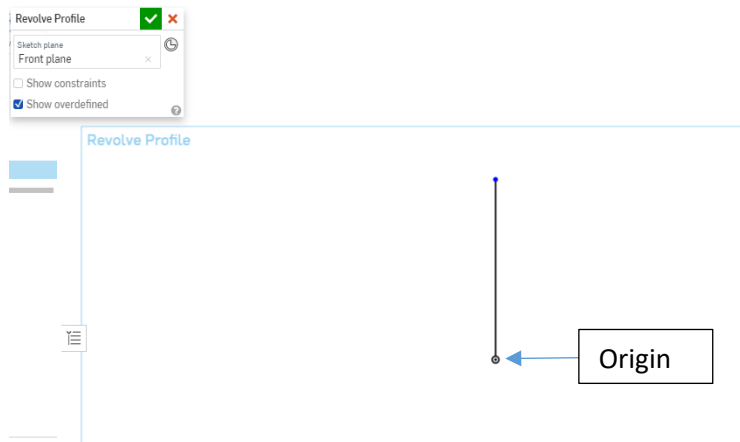 Revolve Profile
Sketch plane
Front plane
Show constraints
Show overdefined
Revolve Profile
Origin